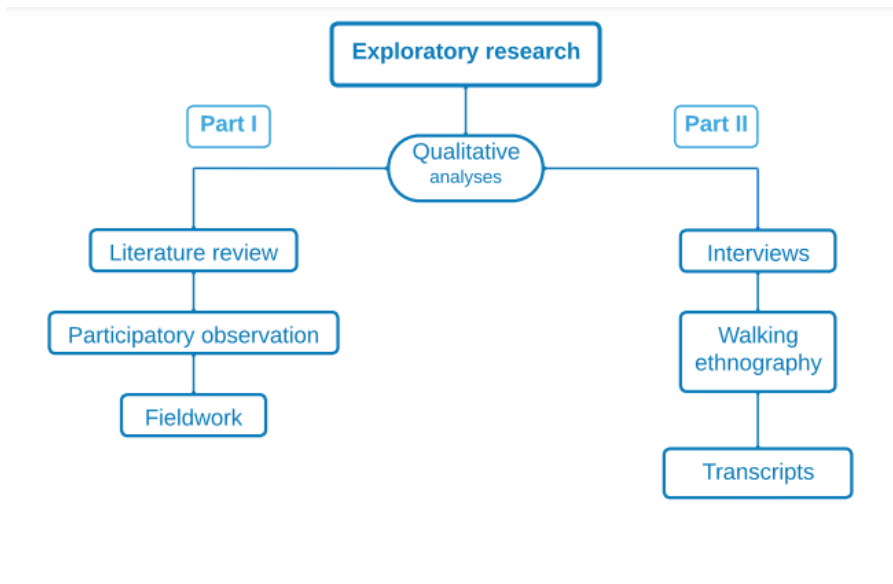 Exploratory research
Part I
Part II
Qualitative
analyses
Literature review
Participatory observation
Fieldwork
Interviews
Walking
ethnography
Transcripts